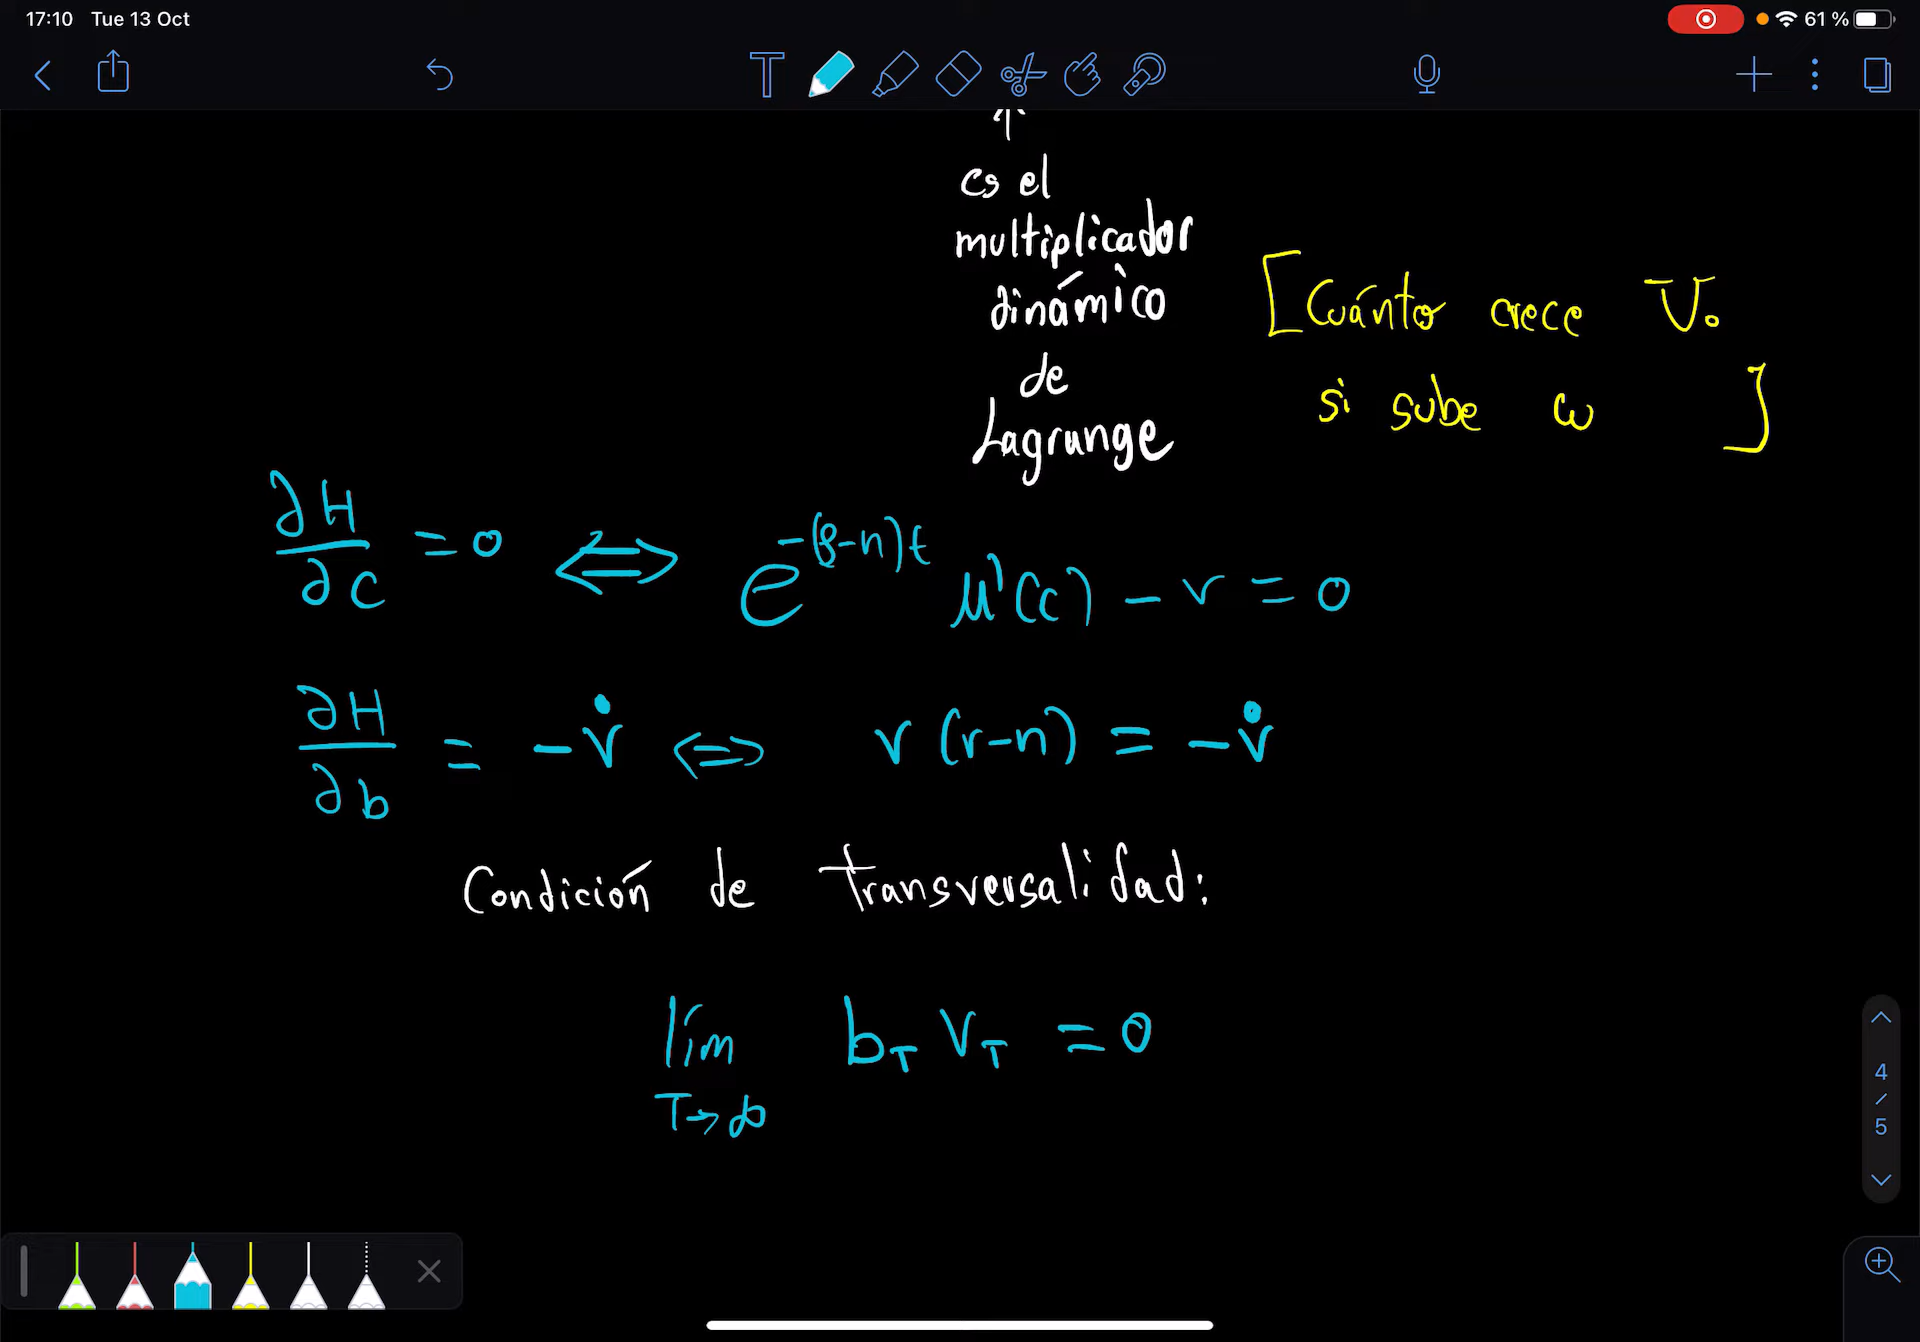 17:10 Tue 13 Oct
61 %
es el
multiplicador
dinámico
de
Lagrange
[Cuánto crece U₀
si sube ω ]
∂H/∂c = 0 ⟺ e^{-(ρ-n)t} μ'(c) - v = 0
∂H/∂b = -v̇ ⟺ v (r-n) = -v̇
Condición de Transversalidad:
lím b_T v_T = 0
T→∞
4
/
5